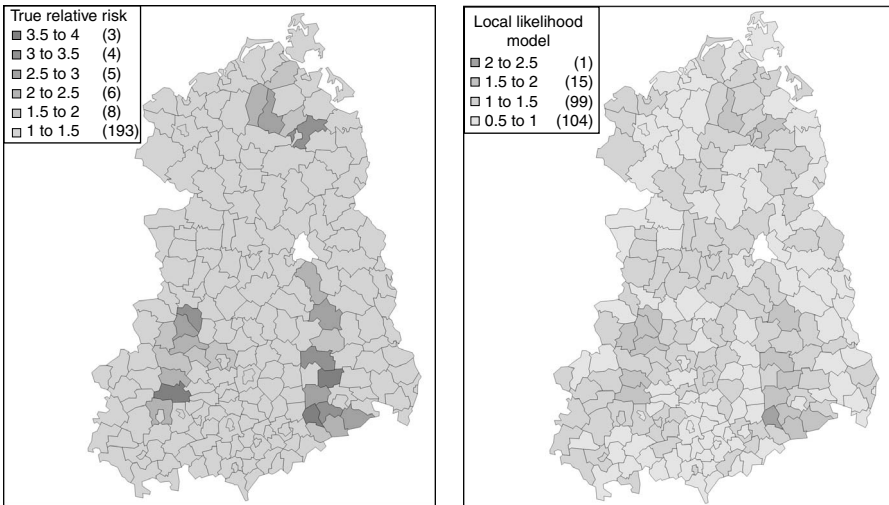 True relative risk
3.5 to 4 (3)
3 to 3.5 (4)
2.5 to 3 (5)
2 to 2.5 (6)
1.5 to 2 (8)
1 to 1.5 (193)
Local likelihood
model
2 to 2.5 (1)
1.5 to 2 (15)
1 to 1.5 (99)
0.5 to 1 (104)